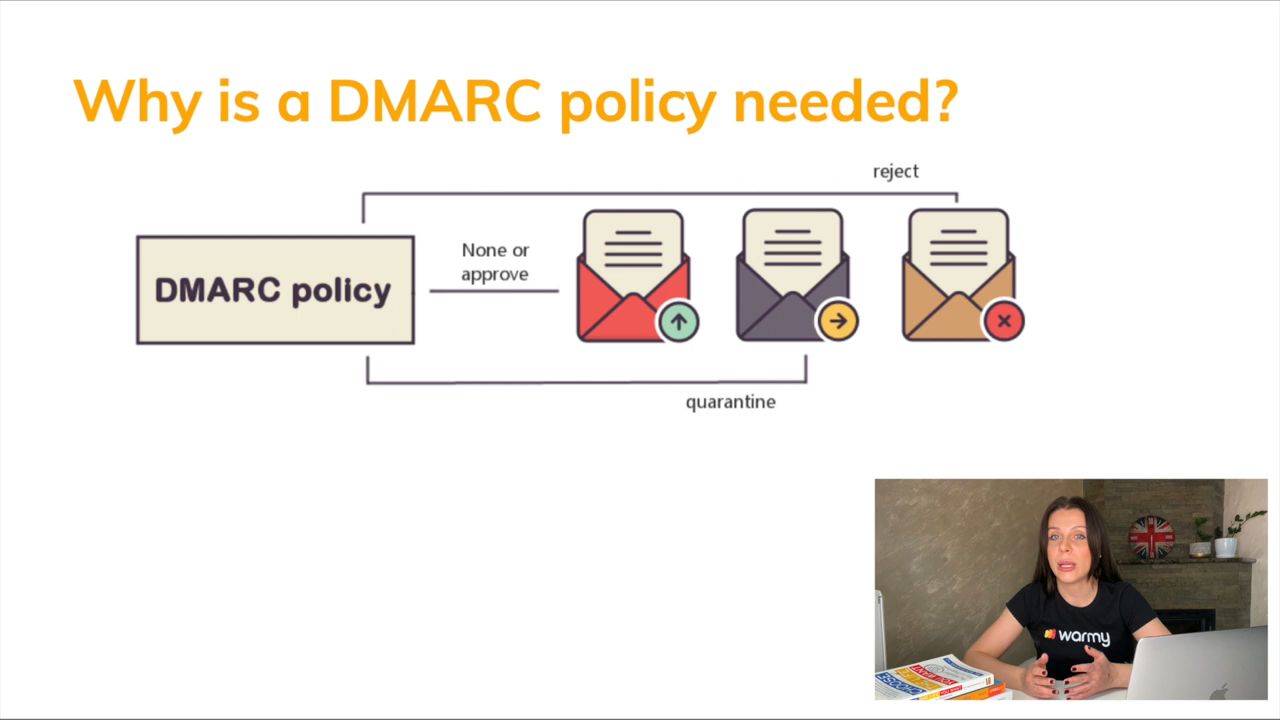 Why is a DMARC policy needed?
reject
None or
approve
DMARC policy
quarantine
warmy